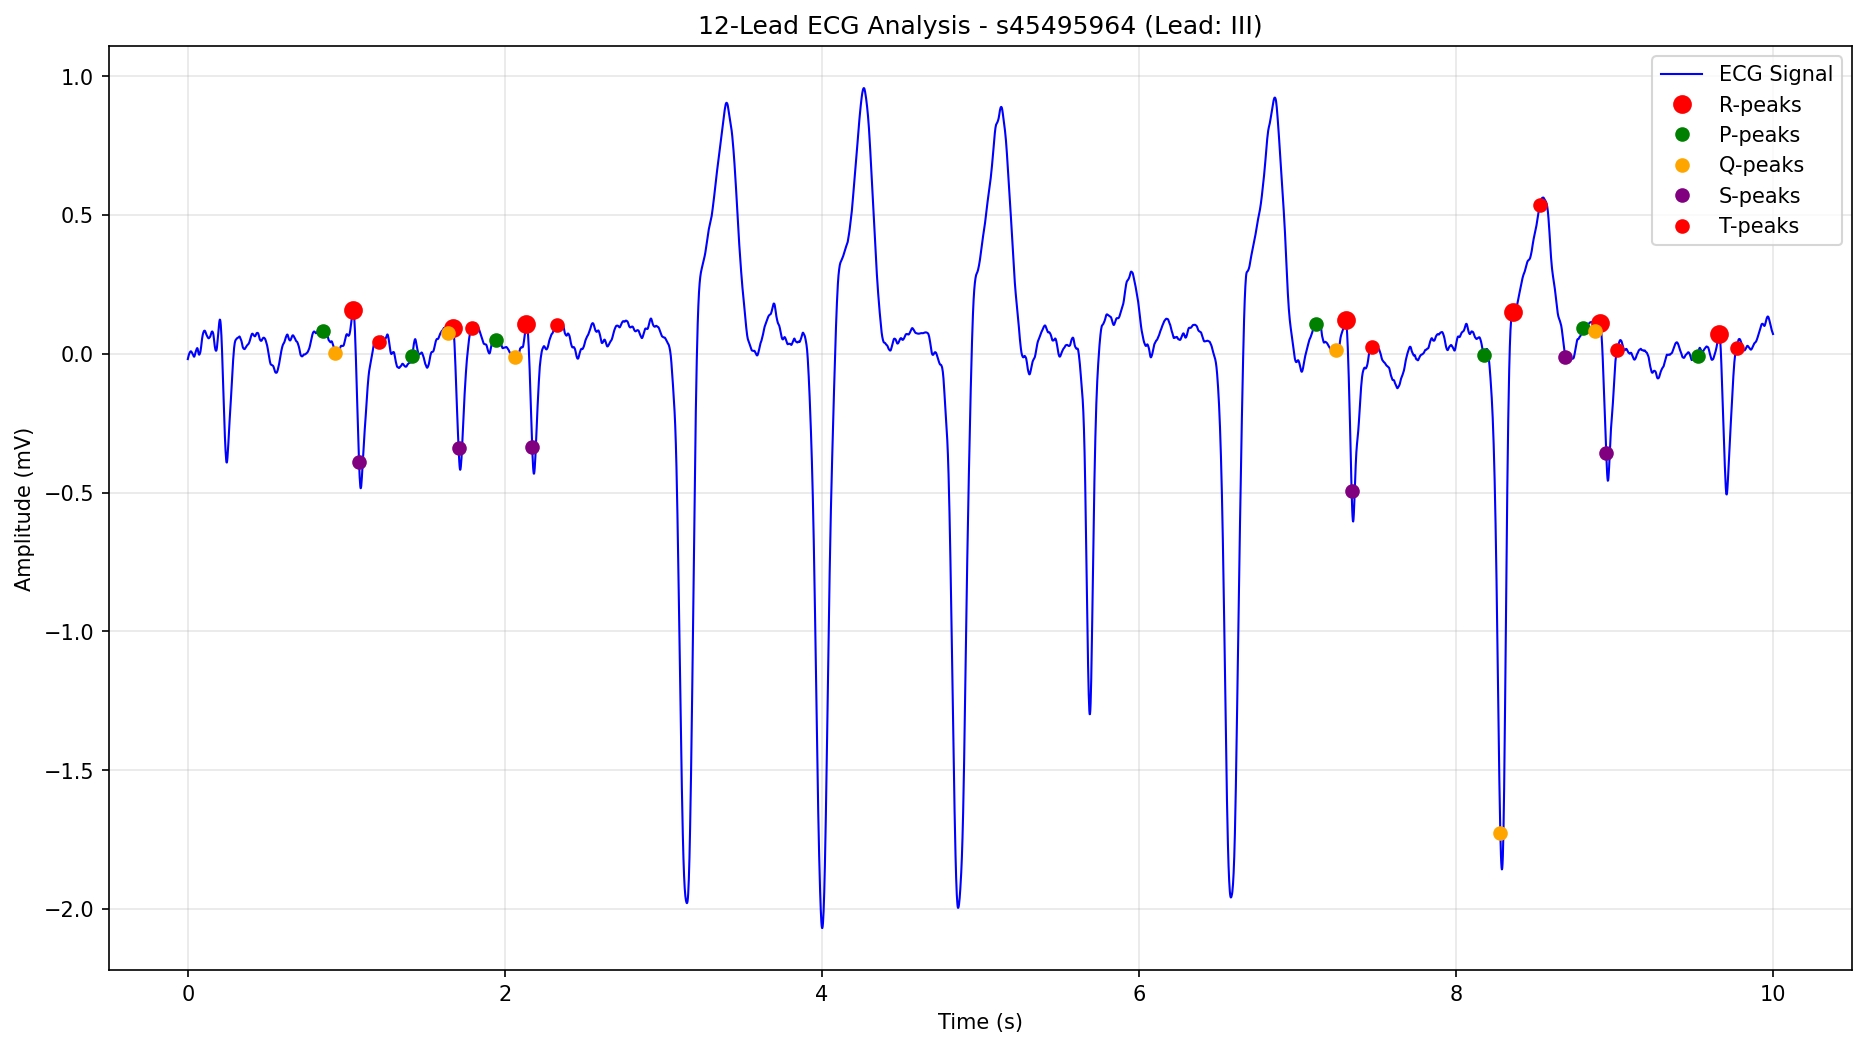 12-Lead ECG Analysis - s45495964 (Lead: III)
ECG Signal
R-peaks
P-peaks
Q-peaks
S-peaks
T-peaks
Amplitude (mV)
1.0
0.5
0.0
−0.5
−1.0
−1.5
−2.0
0 2 4 6 8 10
Time (s)